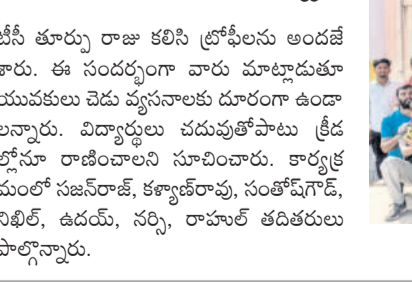 టీసీ తూర్పు రాజు కలిసి ట్రోఫీలను అందజే
శారు. ఈ సందర్భంగా వారు మాట్లాడుతూ
యువకులు చెడు వ్యసనాలకు దూరంగా ఉండా
లన్నారు. విద్యార్థులు చదువుతోపాటు క్రీడ
ల్లోనూ రాణించాలని సూచించారు. కార్యక్ర
మంలో సజన్‌రాజ్, కళ్యాణ్‌రావు, సంతోష్‌గౌడ్,
నిఖిల్, ఉదయ్, నర్సి, రాహుల్ తదితరులు
పాల్గొన్నారు.